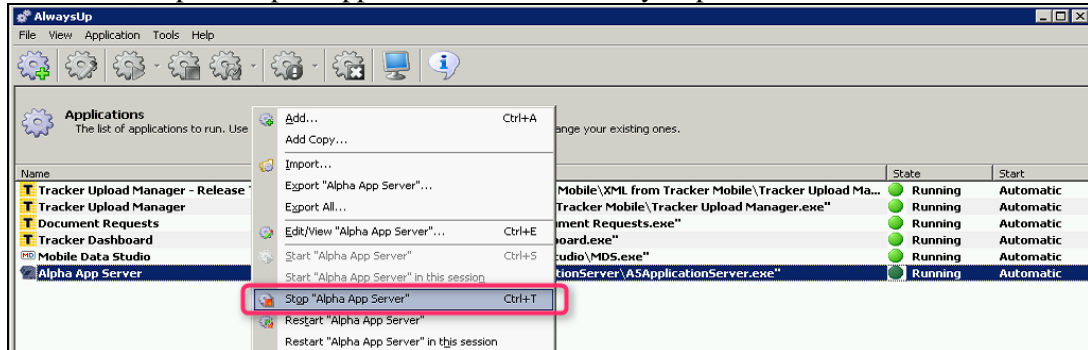 AlwaysUp
File View Application Tools Help
Applications
The list of applications to run. Use
ange your existing ones.
Add... Ctrl+A
Add Copy...
Import...
Export "Alpha App Server"...
Export All...
Edit/View "Alpha App Server"... Ctrl+E
Start "Alpha App Server" Ctrl+S
Start "Alpha App Server" in this session
Stop "Alpha App Server" Ctrl+T
Restart "Alpha App Server"
Restart "Alpha App Server" in this session
Name State Start
Tracker Upload Manager - Release Mobile\XML from Tracker Mobile\Tracker Upload Ma... Running Automatic
Tracker Upload Manager Tracker Mobile\Tracker Upload Manager.exe" Running Automatic
Document Requests ment Requests.exe" Running Automatic
Tracker Dashboard board.exe" Running Automatic
Mobile Data Studio tudio\MDS.exe" Running Automatic
Alpha App Server tionServer\A5ApplicationServer.exe" Running Automatic